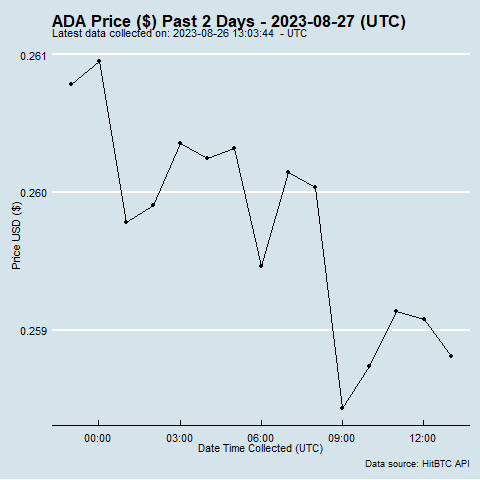 ADA Price ($) Past 2 Days - 2023-08-27 (UTC)
Latest data collected on: 2023-08-26 13:03:44 - UTC
0.261
0.260
0.259
Price USD ($)
00:00 03:00 06:00 09:00 12:00
Date Time Collected (UTC)
Data source: HitBTC API